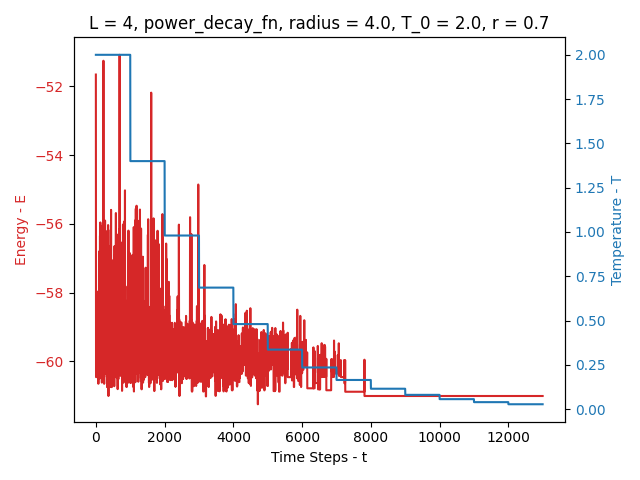 L = 4, power_decay_fn, radius = 4.0, T_0 = 2.0, r = 0.7
−52
−54
−56
−58
−60
Energy - E
2.00
1.75
1.50
1.25
1.00
0.75
0.50
0.25
0.00
Temperature - T
0 2000 4000 6000 8000 10000 12000
Time Steps - t